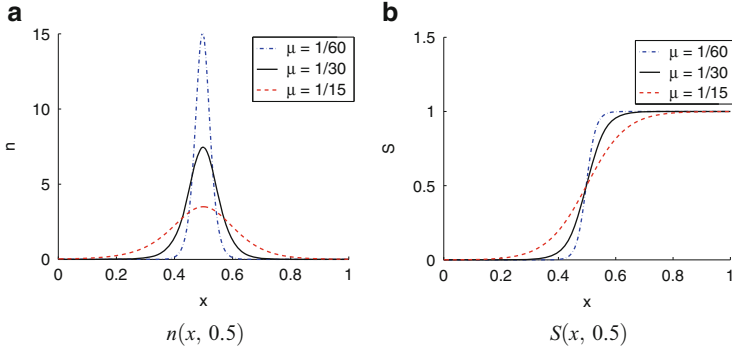 a
15
10
5
0
n
μ = 1/60
μ = 1/30
μ = 1/15
0 0.2 0.4 0.6 0.8 1
x
n(x, 0.5)
b
1.5
1
0.5
0
S
μ = 1/60
μ = 1/30
μ = 1/15
0 0.2 0.4 0.6 0.8 1
x
S(x, 0.5)